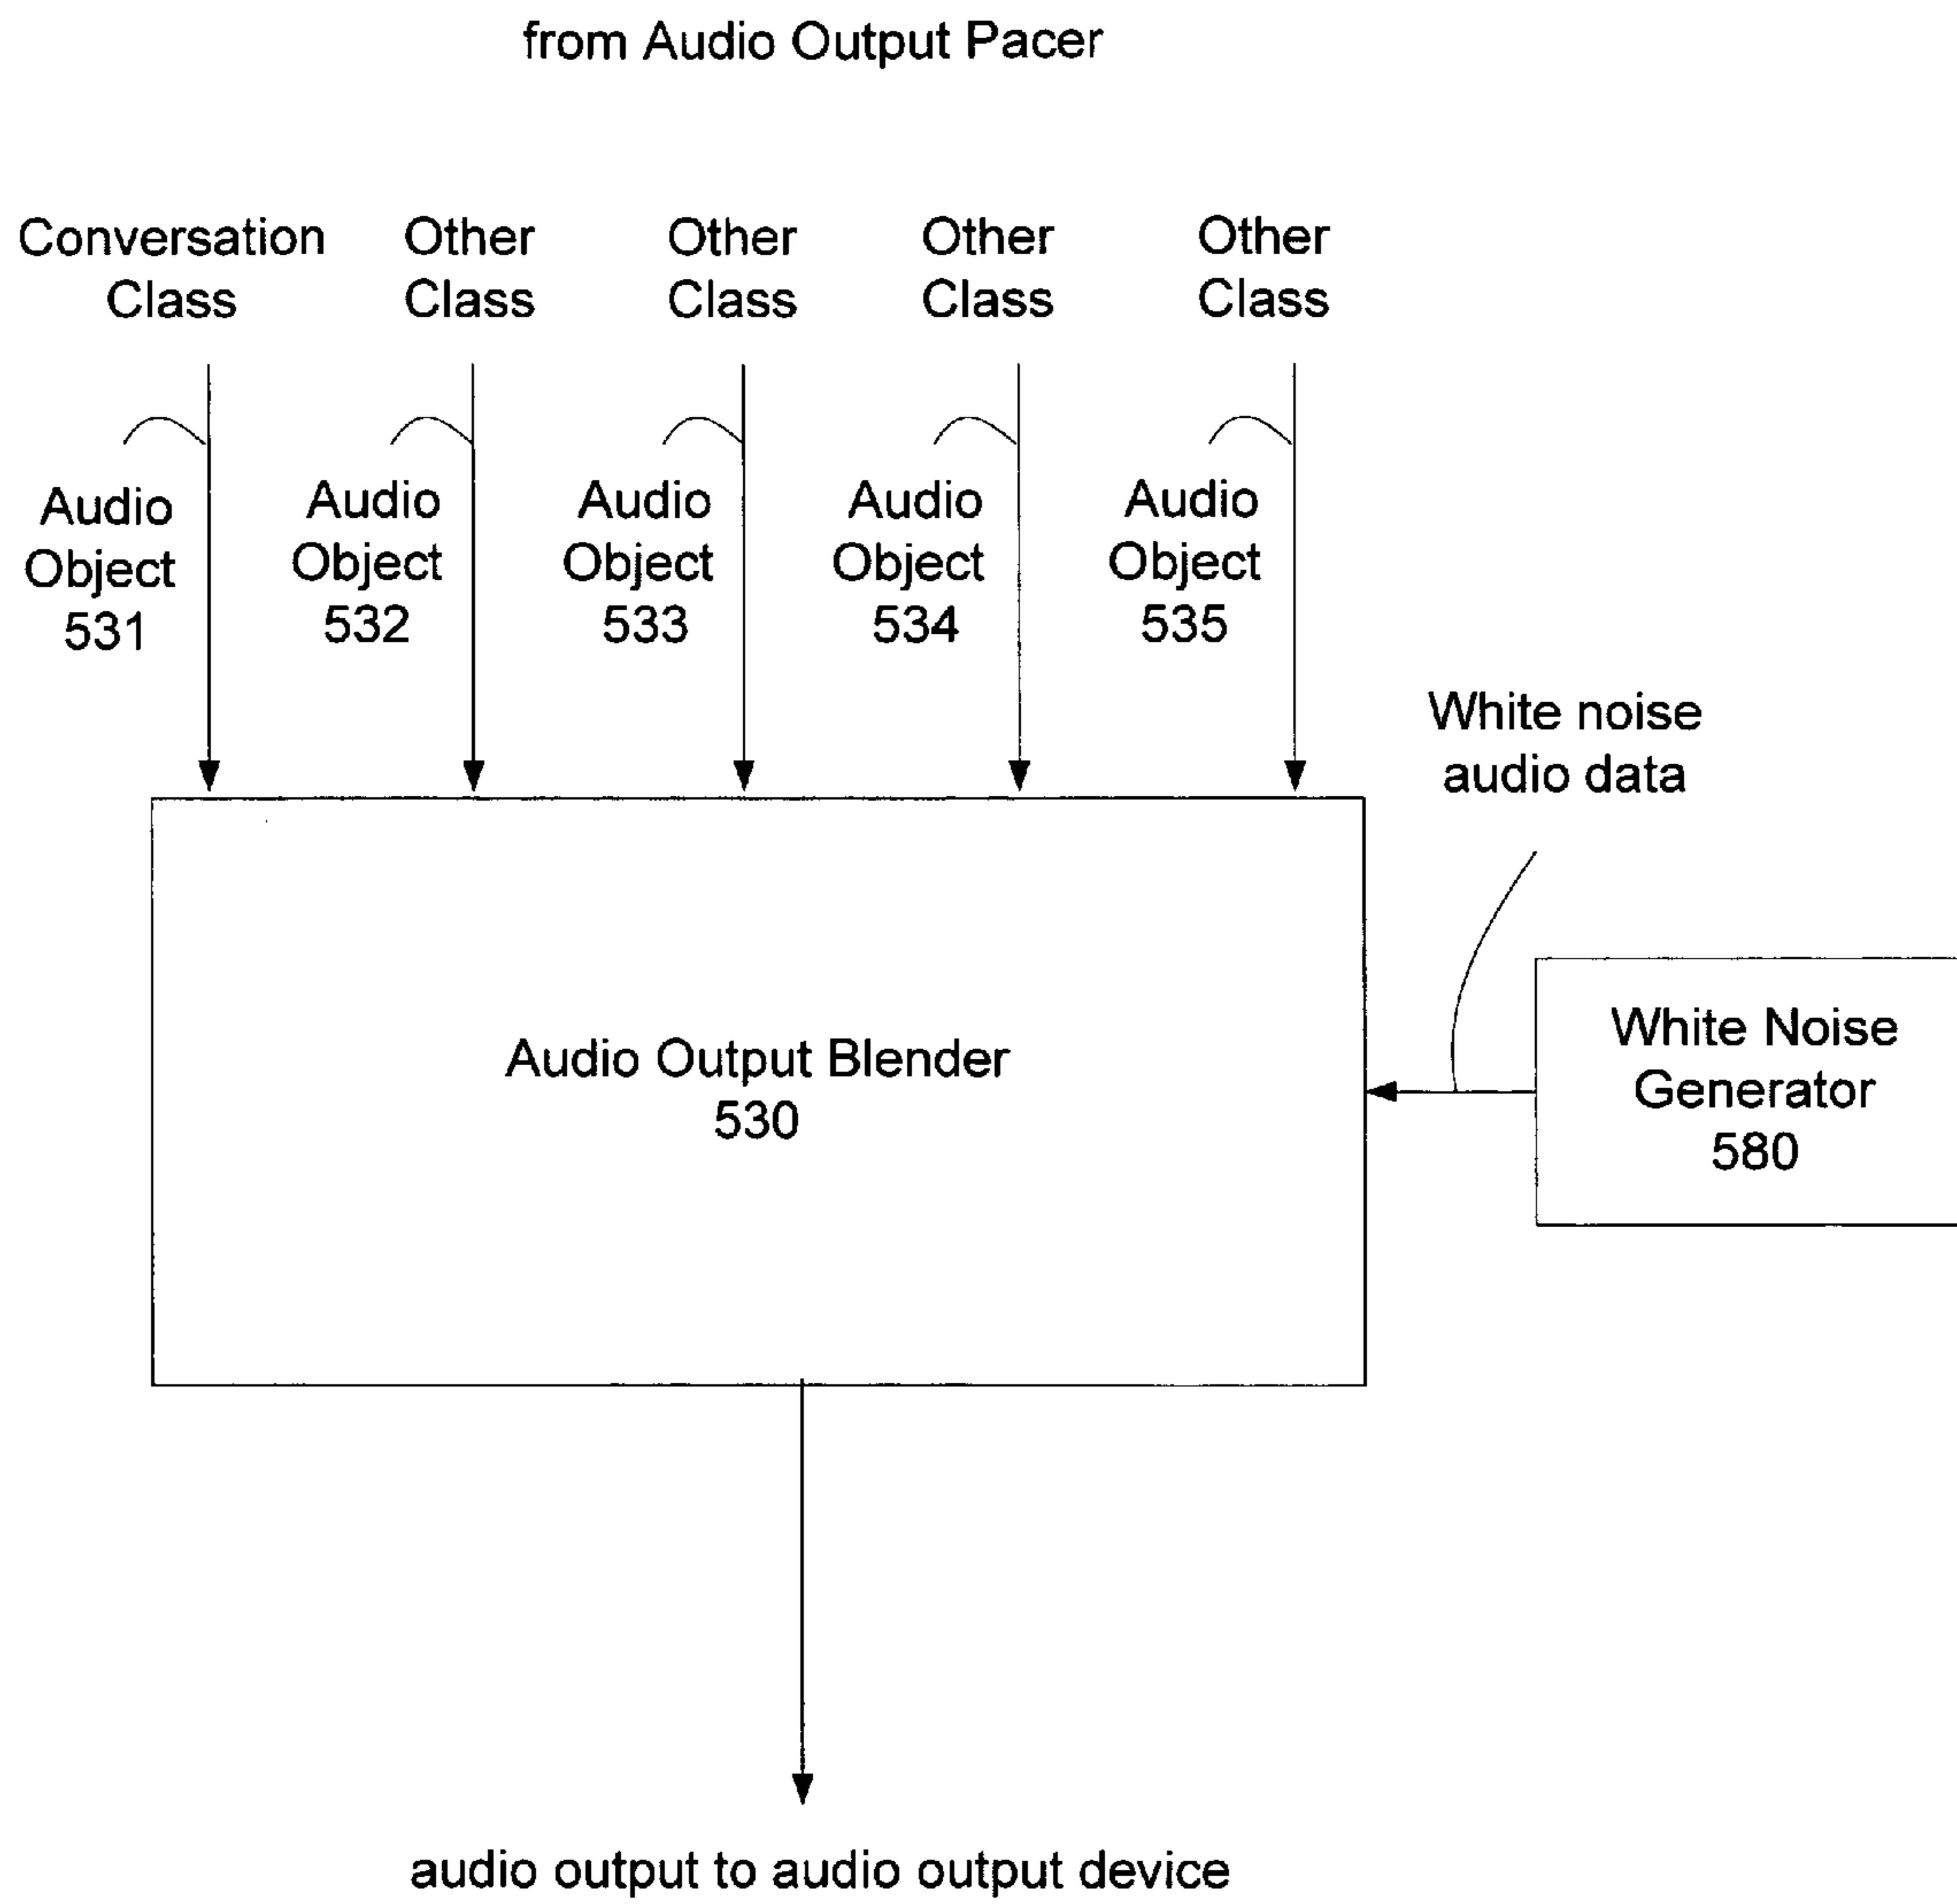 from Audio Output Pacer
Conversation
Class
Other
Class
Other
Class
Other
Class
Other
Class
Audio
Object
531
Audio
Object
532
Audio
Object
533
Audio
Object
534
Audio
Object
535
White noise
audio data
Audio Output Blender
530
White Noise
Generator
580
audio output to audio output device